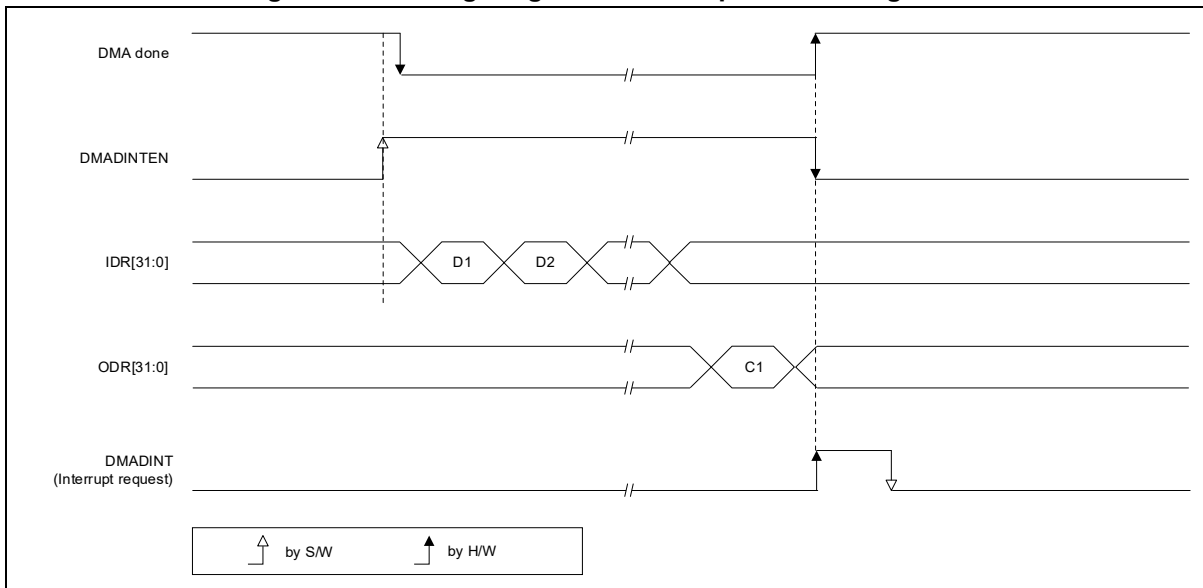 DMA done
DMADINTEN
IDR[31:0]
D1
D2
ODR[31:0]
C1
DMADINT
(Interrupt request)
by S/W
by H/W